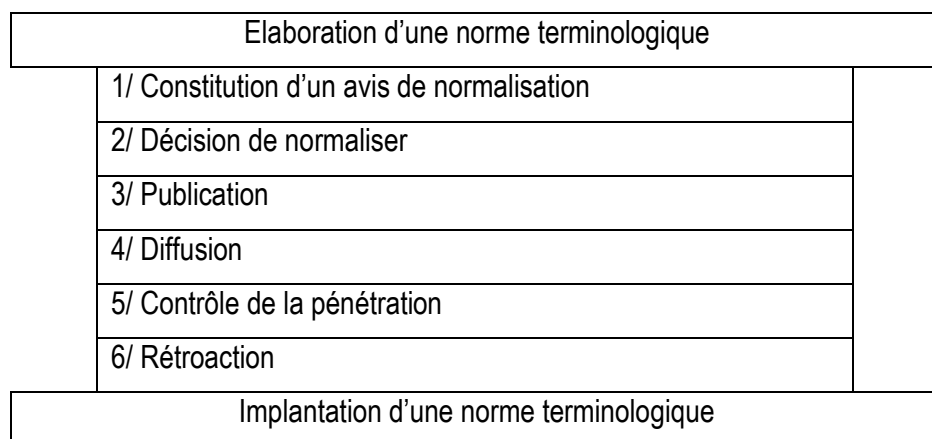 Elaboration d’une norme terminologique
1/ Constitution d’un avis de normalisation
2/ Décision de normaliser
3/ Publication
4/ Diffusion
5/ Contrôle de la pénétration
6/ Rétroaction
Implantation d’une norme terminologique